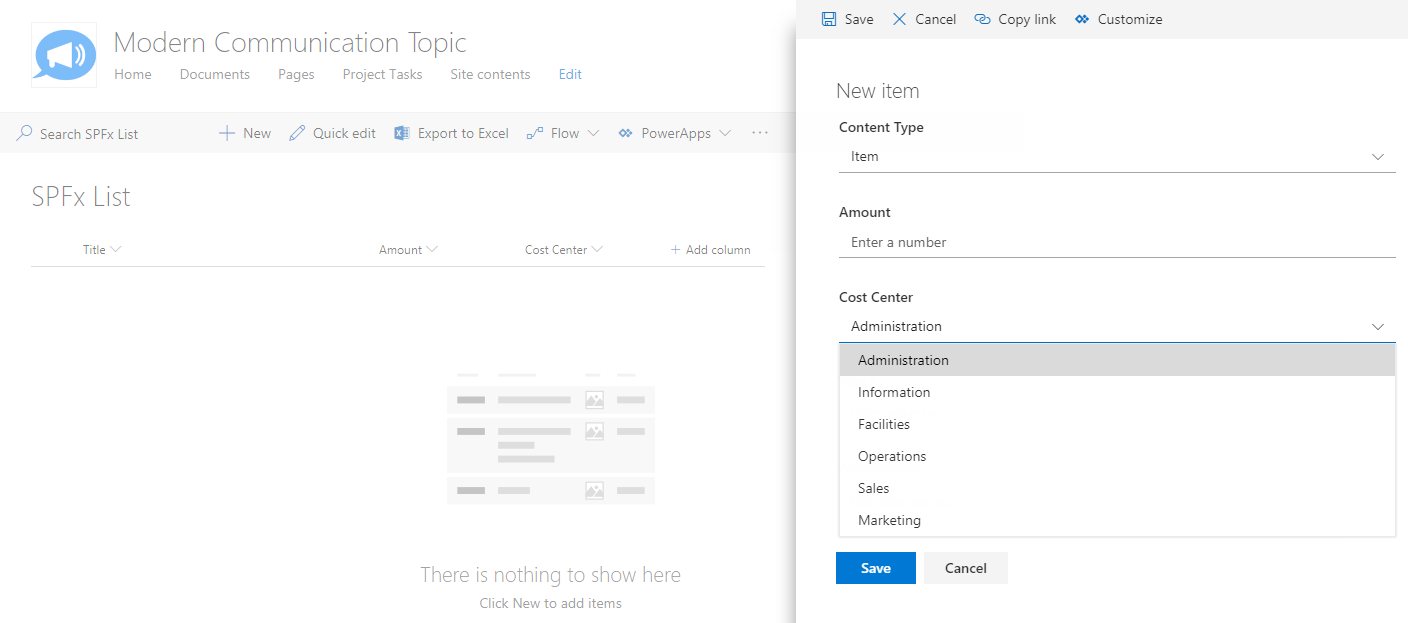 Modern Communication Topic
Home Documents Pages Project Tasks Site contents Edit
Search SPFx List New Quick edit Export to Excel Flow PowerApps ...
SPFx List
Title Amount Cost Center + Add column
There is nothing to show here
Click New to add items
Save Cancel Copy link Customize
New item
Content Type
Item
Amount
Enter a number
Cost Center
Administration
Administration
Information
Facilities
Operations
Sales
Marketing
Save Cancel